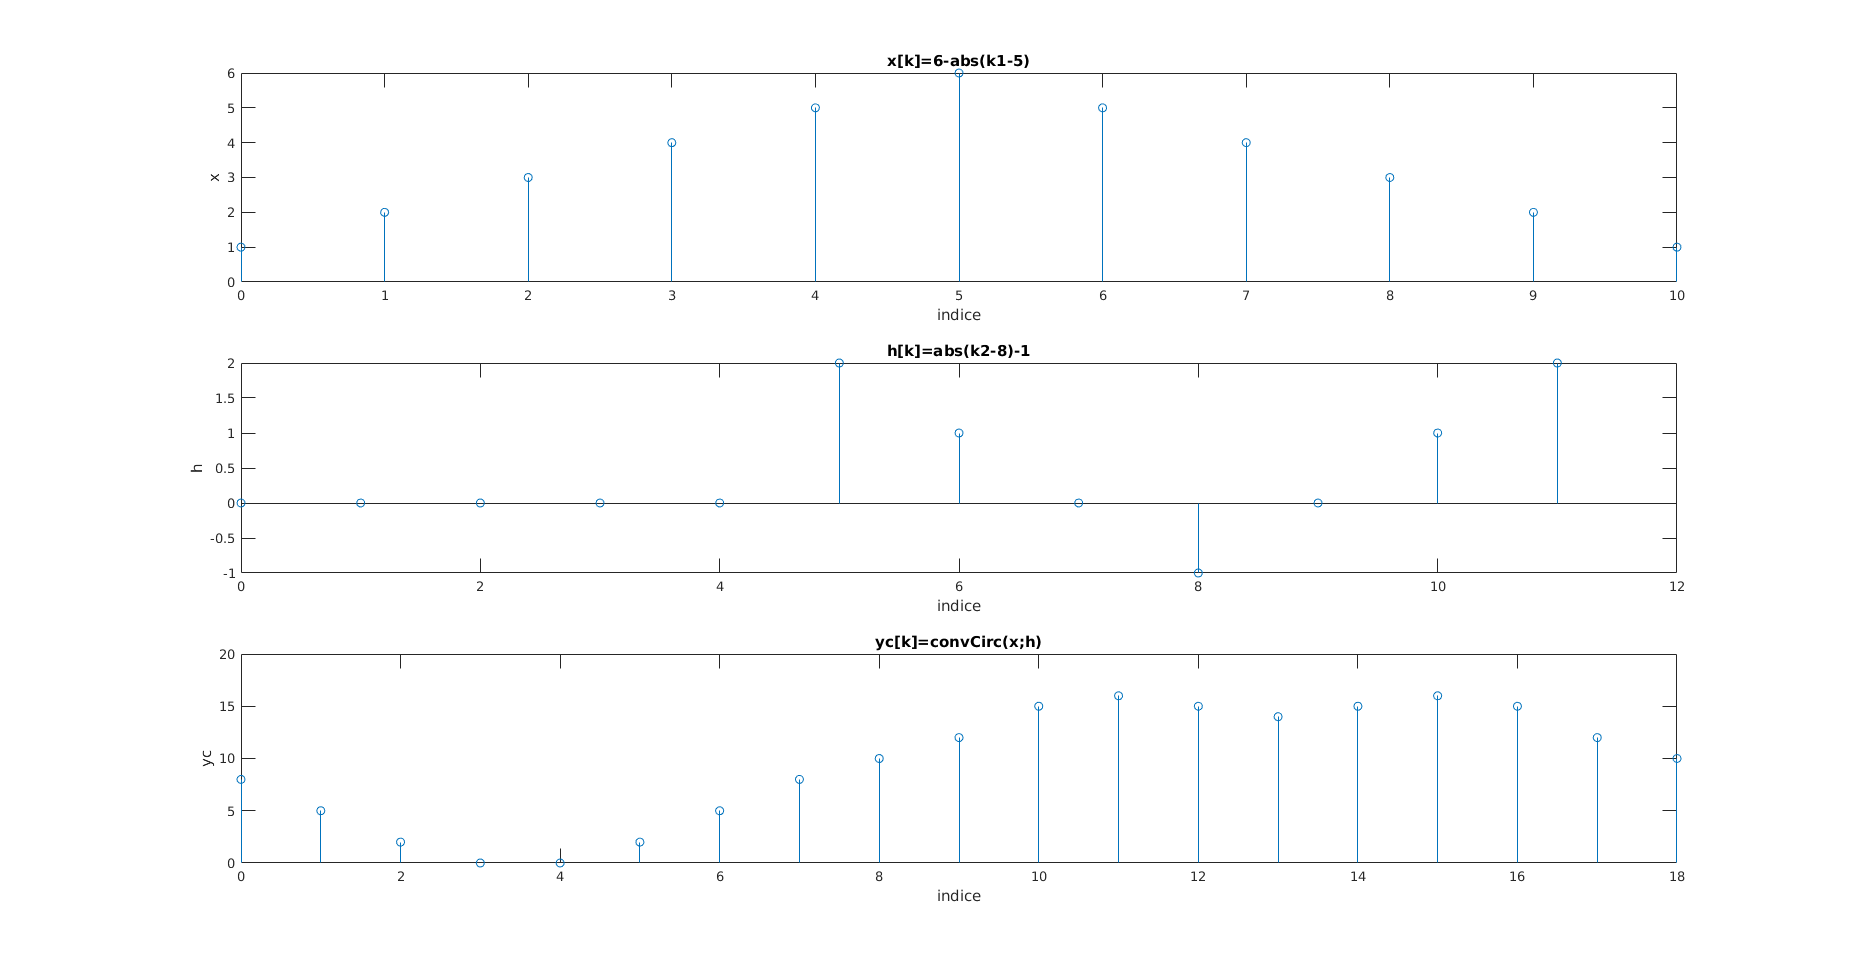 x[k]=6-abs(k1-5)
6
5
4
3
2
1
0
x
0 1 2 3 4 5 6 7 8 9 10
indice
h[k]=abs(k2-8)-1
2
1.5
1
0.5
0
-0.5
-1
h
0 2 4 6 8 10 12
indice
yc[k]=convCirc(x;h)
20
15
10
5
0
yc
0 2 4 6 8 10 12 14 16 18
indice